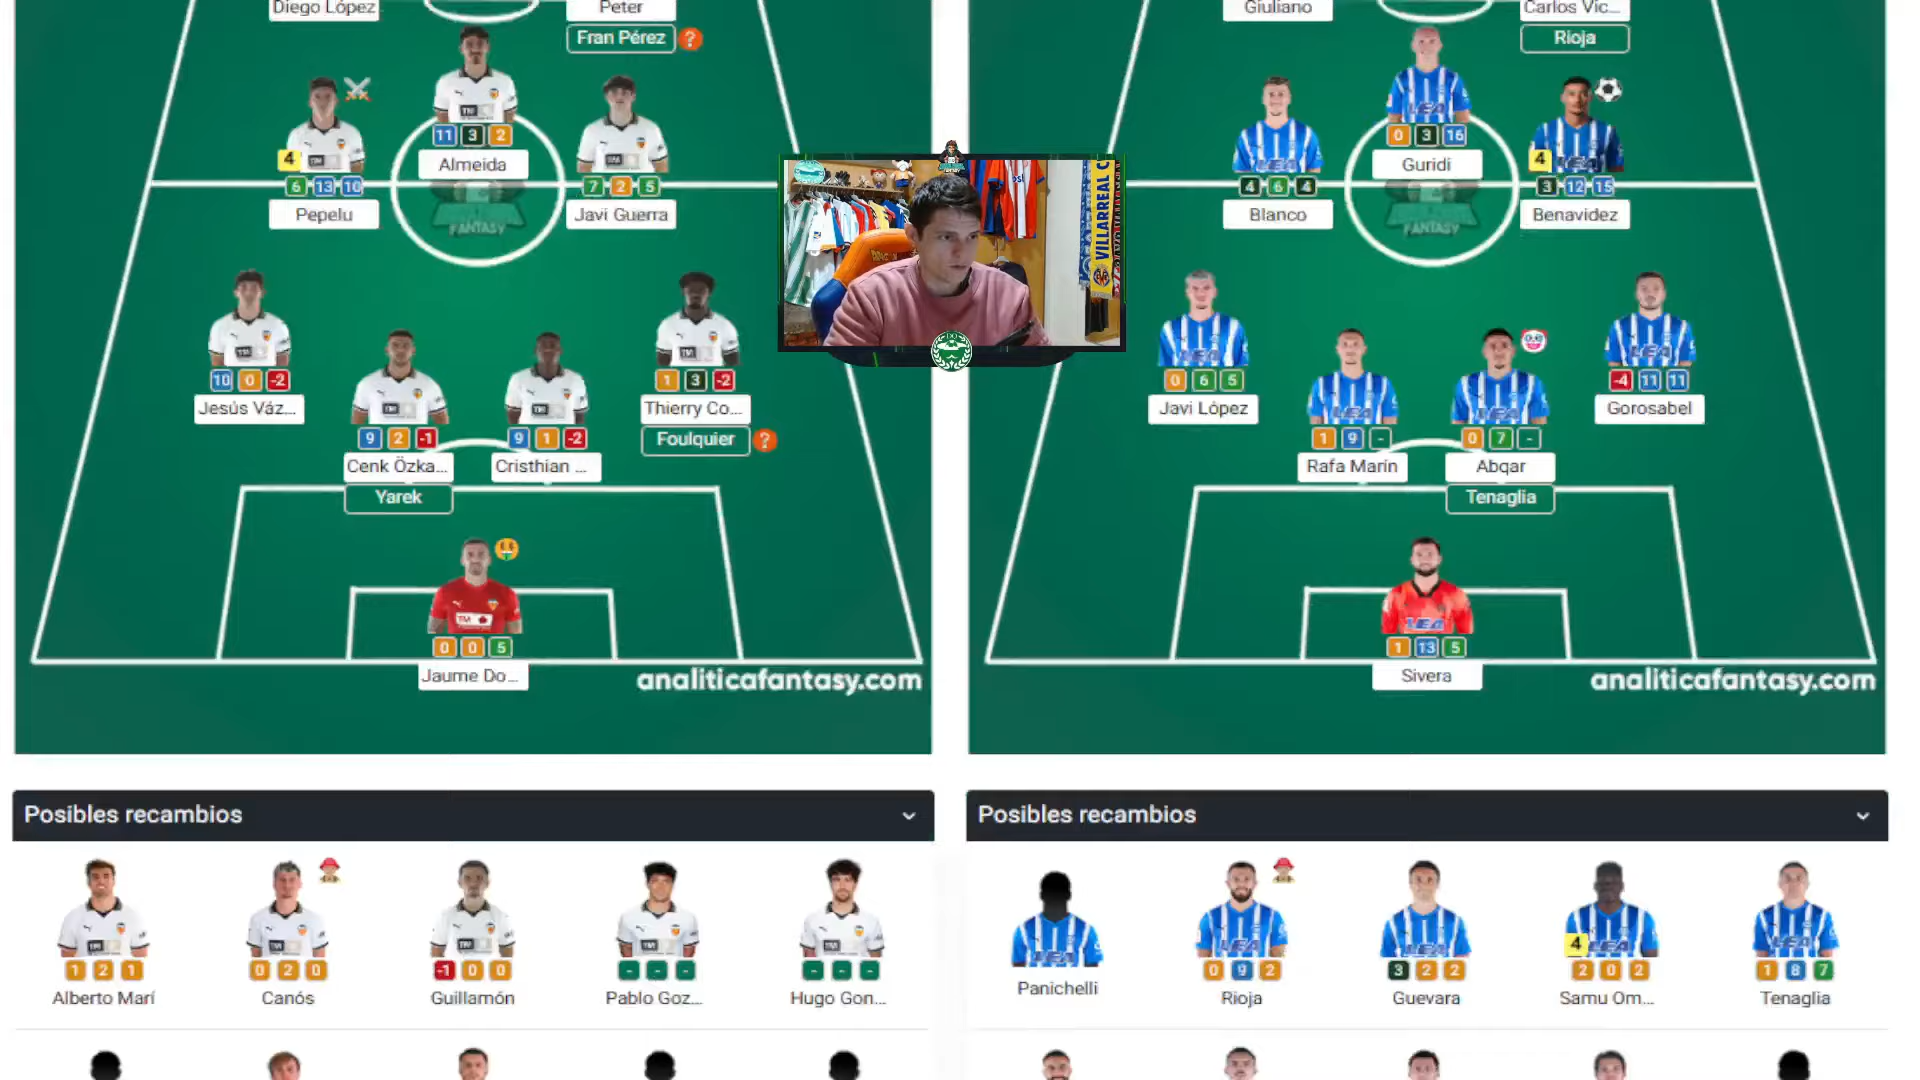 Diego López
Peter
Fran Pérez ?
11 3 2
Almeida
4
6 13 10
Pepelu
7 2 5
Javi Guerra
FANTASY
10 0 -2
Jesús Váz...
9 2 -1
Cenk Özka...
Yarek
9 1 -2
Cristhian ...
1 3 -2
Thierry Co...
Foulquier ?
0 0 5
Jaume Do...
analiticafantasy.com
VILLARREAL C
Giuliano
Carlos Vic...
Rioja
0 3 16
Guridi
4 6 4
Blanco
4
3 12 15
Benavidez
FANTASY
0 6 5
Javi López
1 9 -
Rafa Marín
0 7 -
Abqar
Tenaglia
-4 11 11
Gorosabel
1 13 5
Sivera
analiticafantasy.com
Posibles recambios
1 2 1
Alberto Marí
0 2 0
Canós
-1 0 0
Guillamón
- - -
Pablo Goz...
- - -
Hugo Gon...
Posibles recambios
Panichelli
0 9 2
Rioja
3 2 2
Guevara
4
2 0 2
Samu Om...
1 8 7
Tenaglia